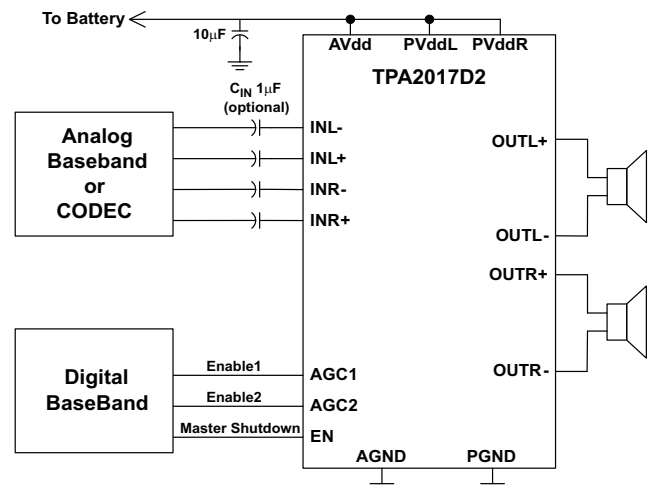 To Battery
10μF
AVdd PVddL PVddR
TPA2017D2
C_IN 1μF
(optional)
Analog
Baseband
or
CODEC
INL-
INL+
INR-
INR+
OUTL+
OUTL-
OUTR+
OUTR-
Digital
BaseBand
Enable1
Enable2
Master Shutdown
AGC1
AGC2
EN
AGND PGND